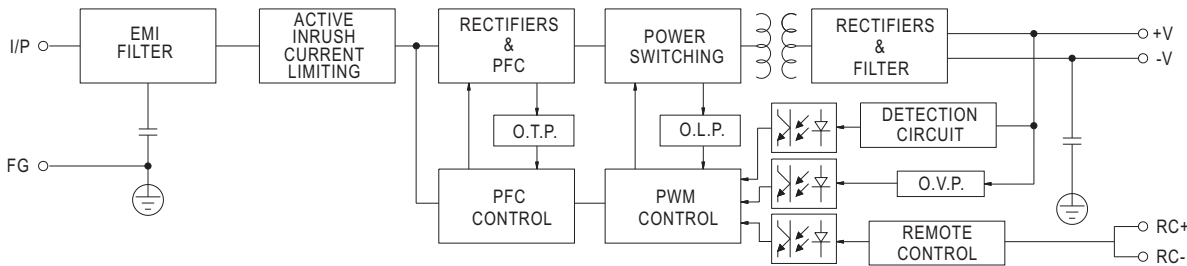 I/P
EMI
FILTER
ACTIVE
INRUSH
CURRENT
LIMITING
RECTIFIERS
&
PFC
POWER
SWITCHING
RECTIFIERS
&
FILTER
+V
-V
O.T.P.
O.L.P.
DETECTION
CIRCUIT
FG
PFC
CONTROL
PWM
CONTROL
O.V.P.
REMOTE
CONTROL
RC+
RC-